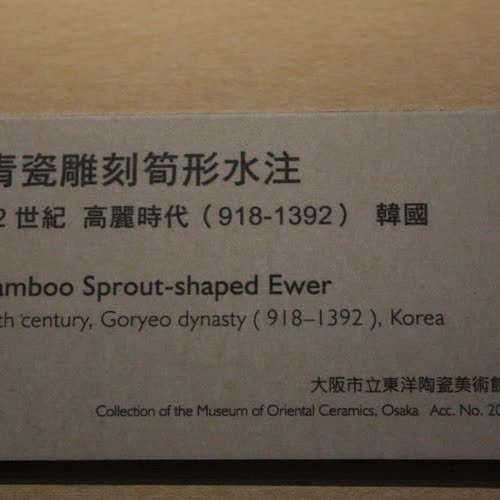 青瓷雕刻筍形水注
2世紀 高麗時代（918-1392） 韓國
amboo Sprout-shaped Ewer
th century, Goryeo dynasty ( 918–1392 ), Korea
大阪市立東洋陶瓷美術館
Collection of the Museum of Oriental Ceramics, Osaka Acc. No. 20